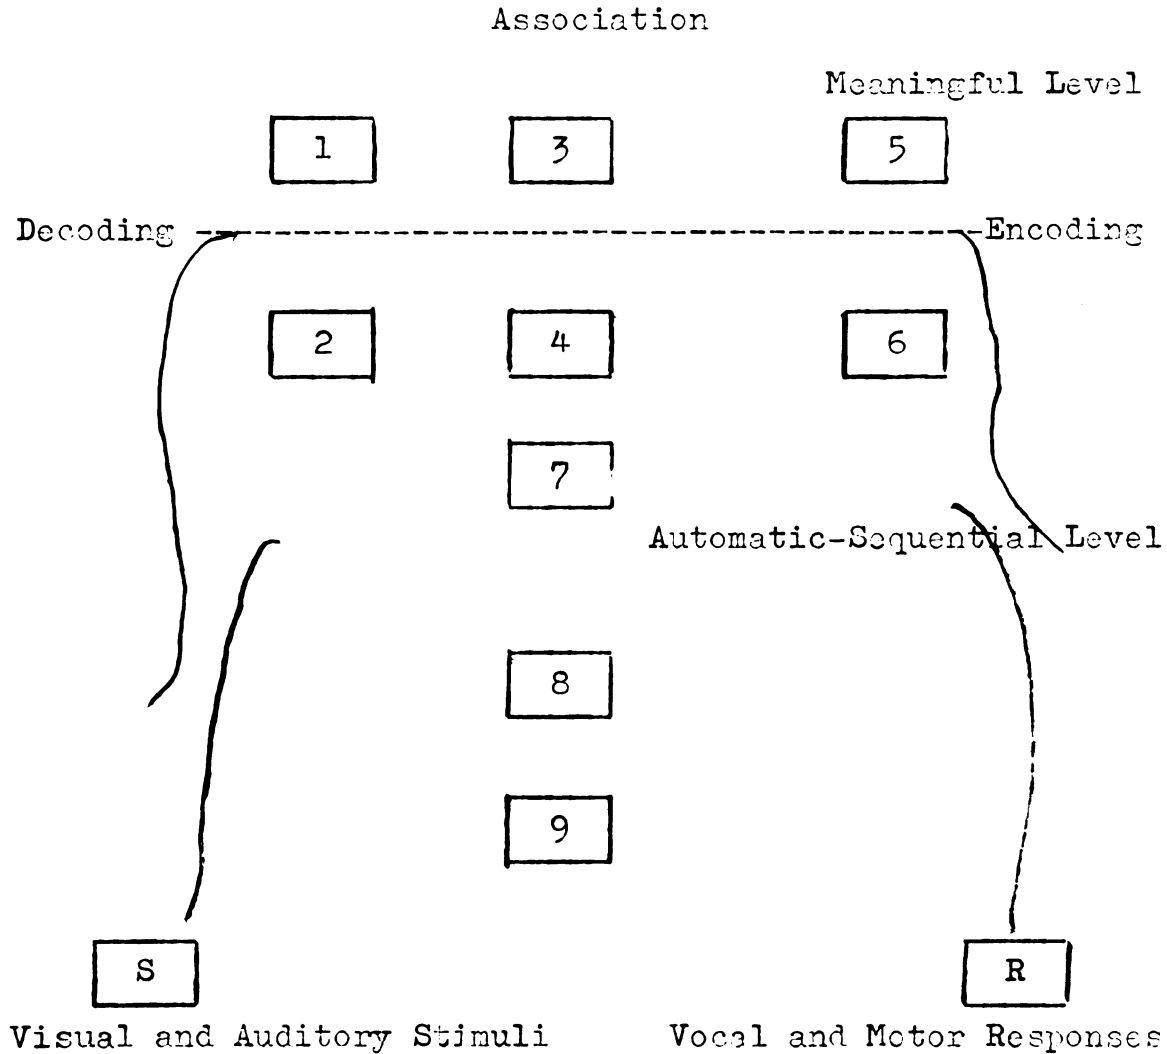 Association
Meaningful Level
1 3 5
Decoding Encoding
2 4 6
7
Automatic-Sequential Level
8
9
S R
Visual and Auditory Stimuli Vocal and Motor Responses